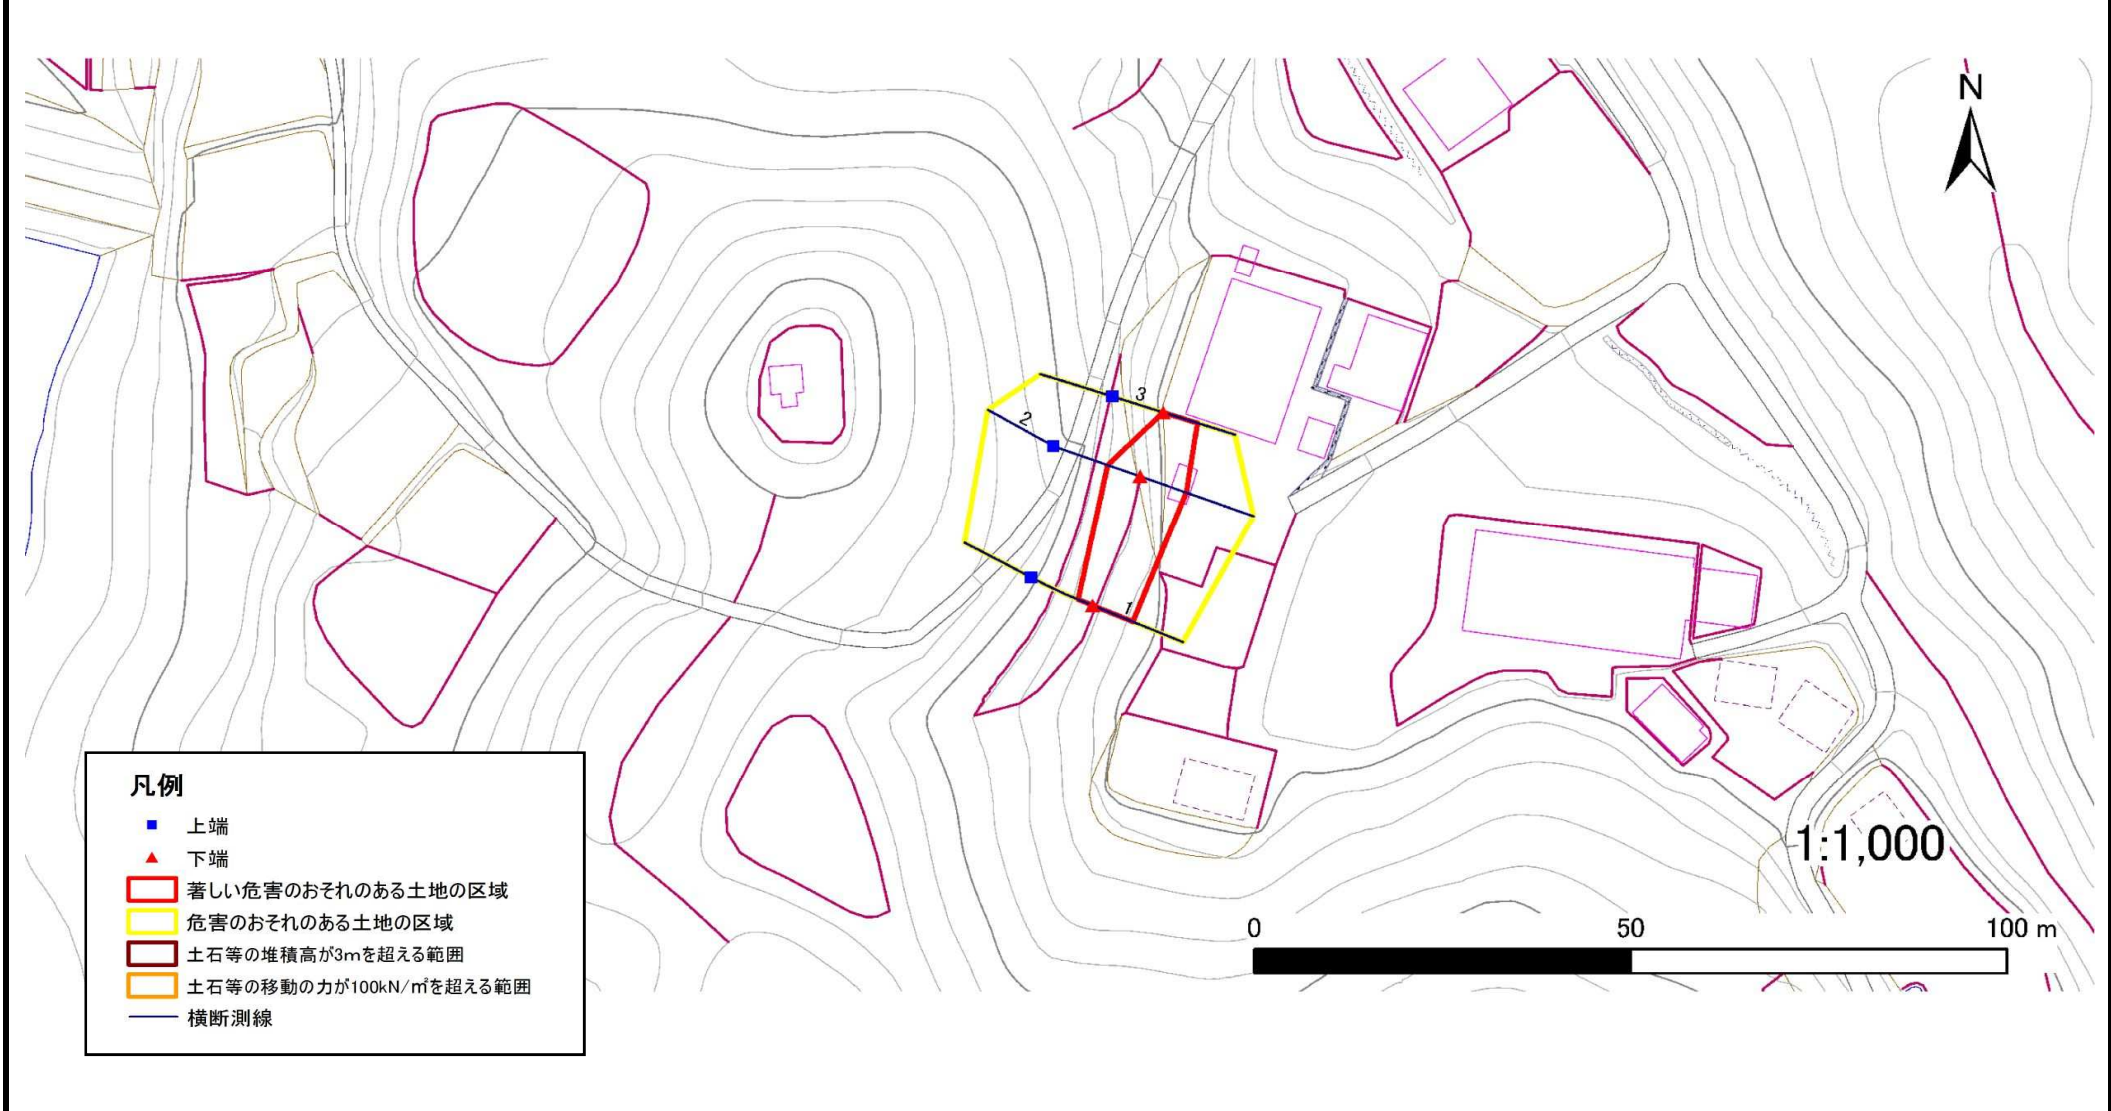 N
3
2
1
凡例
上端
下端
著しい危害のおそれのある土地の区域
危害のおそれのある土地の区域
土石等の堆積高が3mを超える範囲
土石等の移動の力が100kN/㎡を超える範囲
横断測線
1:1,000
0 50 100 m